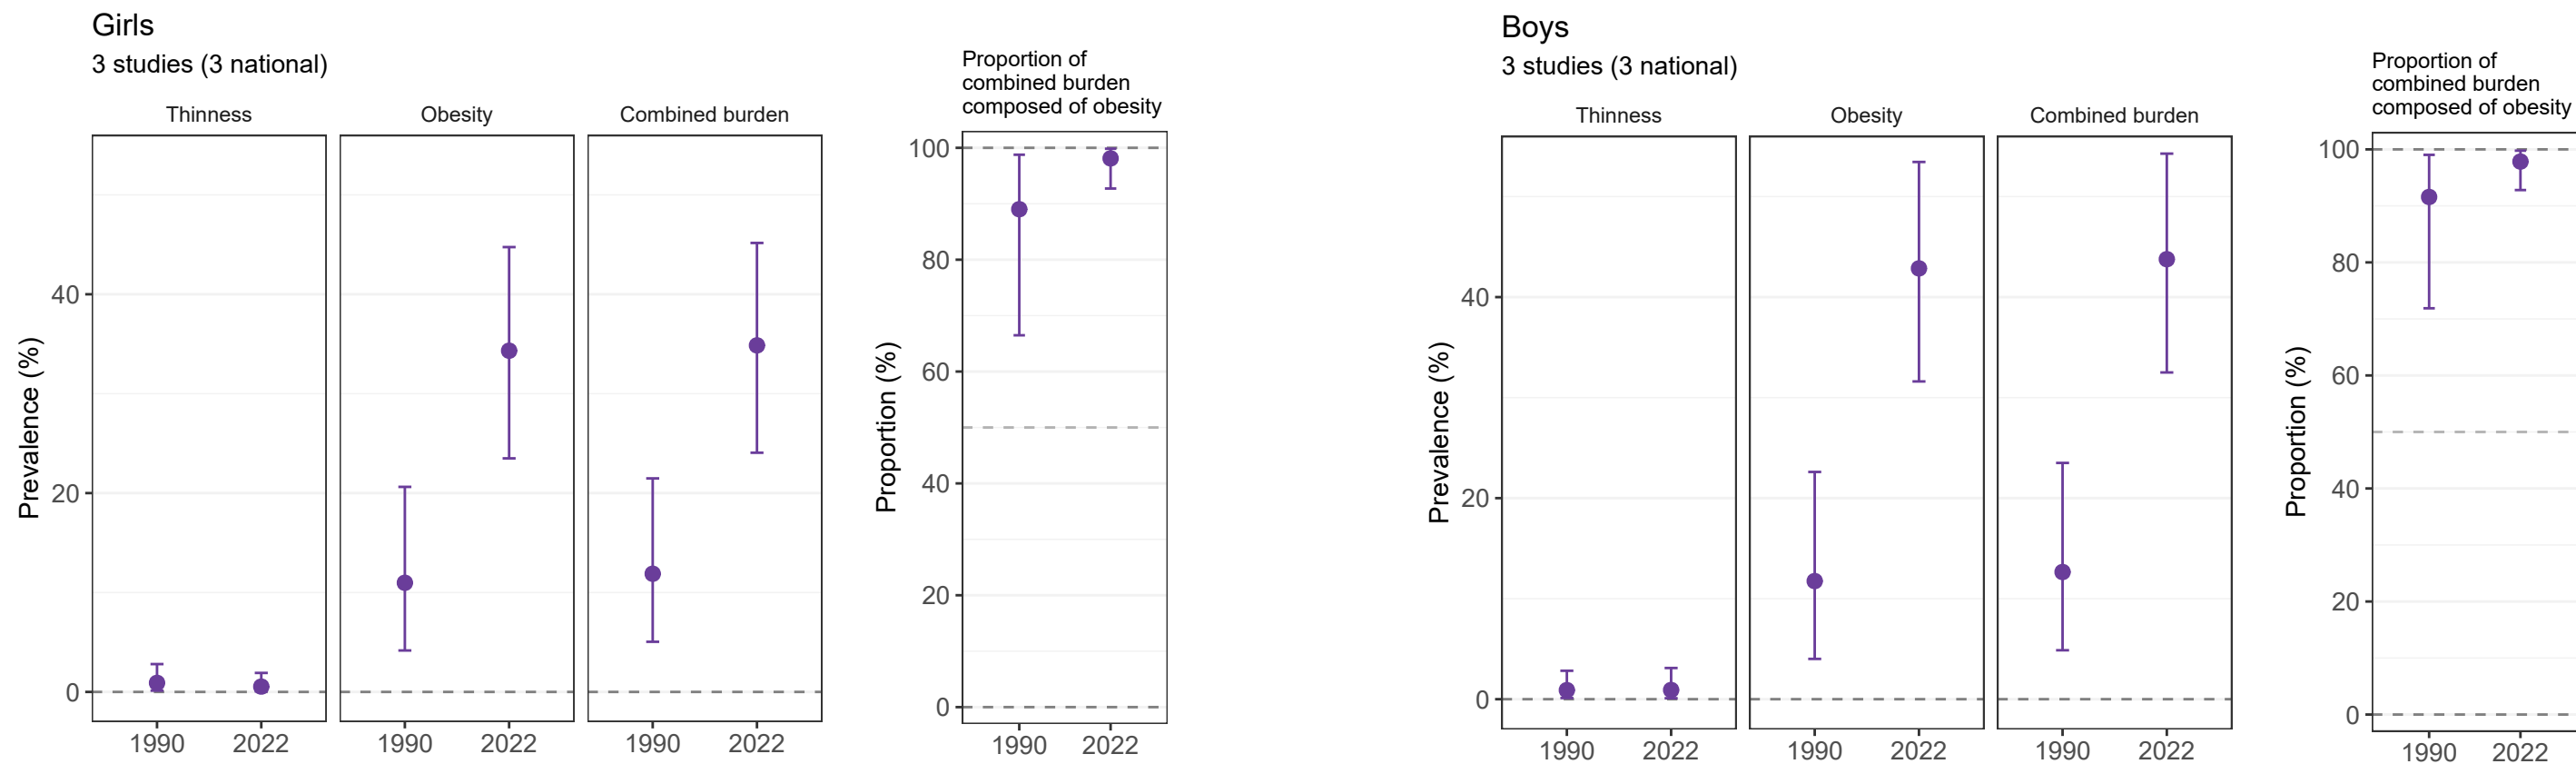 Girls
3 studies (3 national)
Thinness
Obesity
Combined burden
Prevalence (%)
40
20
0
1990
2022
1990
2022
1990
2022
Proportion of
combined burden
composed of obesity
Proportion (%)
100
80
60
40
20
0
1990
2022
Boys
3 studies (3 national)
Thinness
Obesity
Combined burden
Prevalence (%)
40
20
0
1990
2022
1990
2022
1990
2022
Proportion of
combined burden
composed of obesity
Proportion (%)
100
80
60
40
20
0
1990
2022